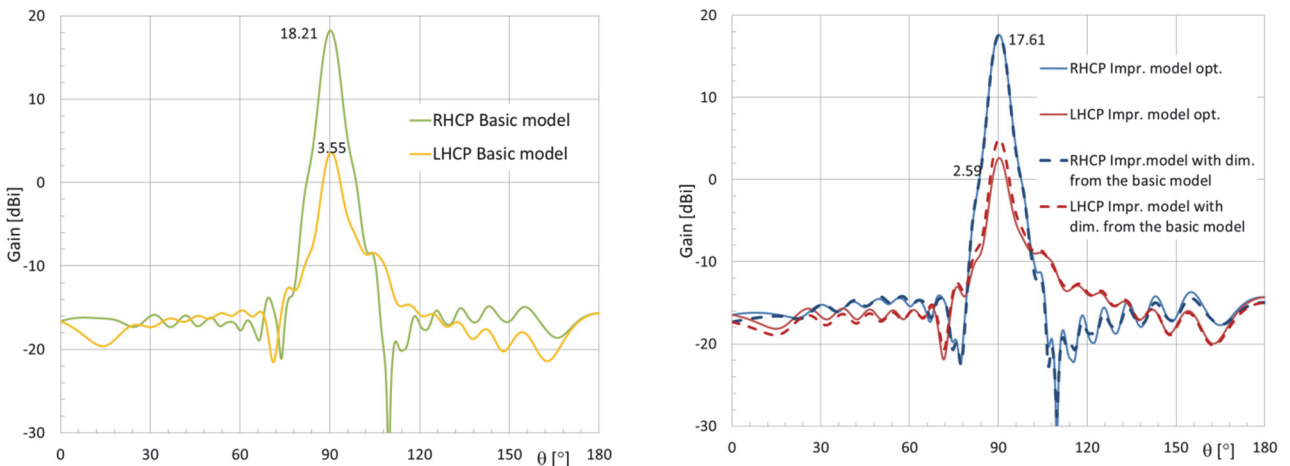 20
18.21
10
RHCP Basic model
3.55
LHCP Basic model
0
Gain [dBi]
-10
-20
-30
0
60
120
θ [°]
180
20
17.61
RHCP Impr. model opt.
10
LHCP Impr. model opt.
RHCP Impr.model with dim.
from the basic model
2.59
0
LHCP Impr. model with
dim. from the basic model
Gain [dBi]
-10
-20
-30
0
30
60
90
120
150
θ [°]
180